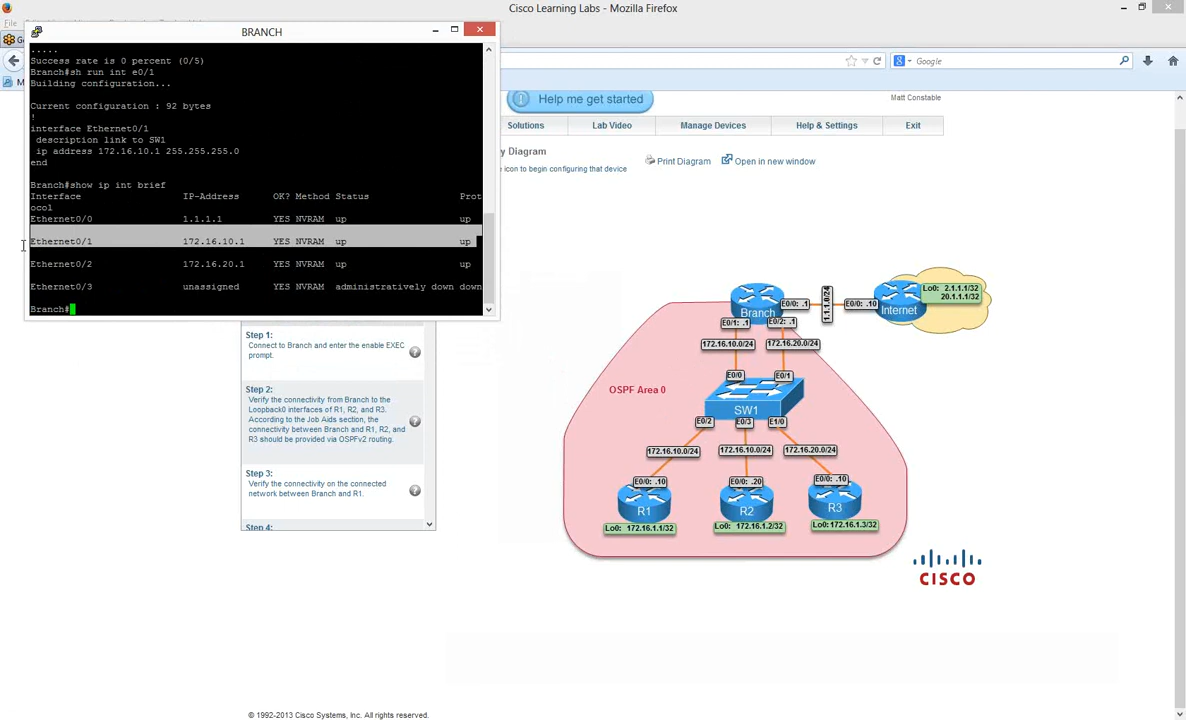 Cisco Learning Labs - Mozilla Firefox
File
BRANCH
Google
.....
Success rate is 0 percent (0/5)
Branch#sh run int e0/1
Building configuration...
Current configuration : 92 bytes
!
interface Ethernet0/1
description link to SW1
ip address 172.16.10.1 255.255.255.0
end
Branch#show ip int brief
Interface IP-Address OK? Method Status Prot
ocol
Ethernet0/0 1.1.1.1 YES NVRAM up up
Ethernet0/1 172.16.10.1 YES NVRAM up up
Ethernet0/2 172.16.20.1 YES NVRAM up up
Ethernet0/3 unassigned YES NVRAM administratively down down
Branch#
Help me get started
Matt Constable
Solutions Lab Video Manage Devices Help & Settings Exit
y Diagram
Print Diagram Open in new window
icon to begin configuring that device
Step 1:
Connect to Branch and enter the enable EXEC
prompt.
Step 2:
Verify the connectivity from Branch to the
Loopback0 interfaces of R1, R2, and R3.
According to the Job Aids section, the
connectivity between Branch and R1, R2, and
R3 should be provided via OSPFv2 routing.
Step 3:
Verify the connectivity on the connected
network between Branch and R1.
Step 4:
Branch
E0/0: .1
1.1.1.0/24
E0/0: .10
Internet
Lo0: 2.1.1.1/32
20.1.1.1/32
E0/1: .1
E0/2: .1
172.16.10.0/24
172.16.20.0/24
OSPF Area 0
E0/0
E0/1
SW1
E0/2
E0/3
E1/0
172.16.10.0/24
172.16.10.0/24
172.16.20.0/24
E0/0: .10
E0/0: .20
E0/0: .10
R1
R2
R3
Lo0: 172.16.1.1/32
Lo0: 172.16.1.2/32
Lo0:172.16.1.3/32
CISCO
© 1992-2013 Cisco Systems, Inc. All rights reserved.